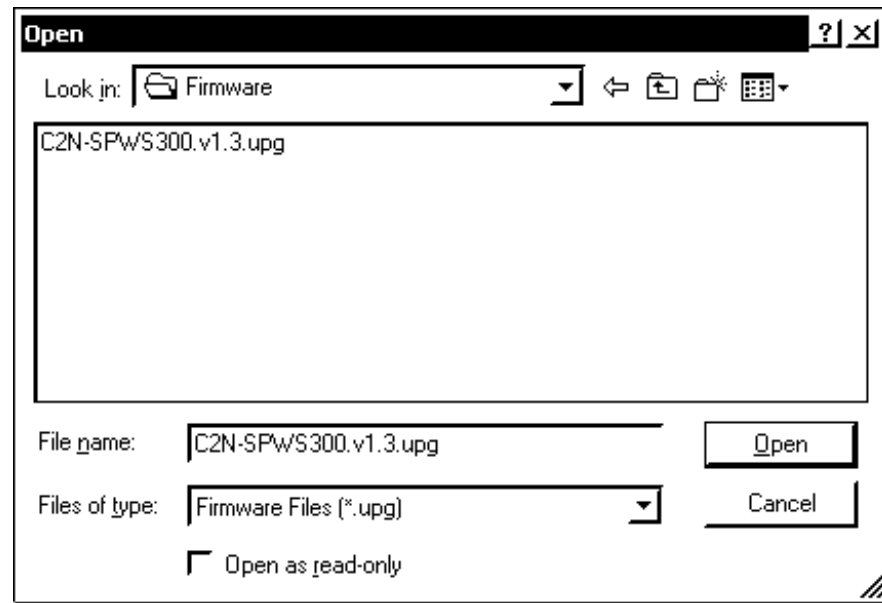 Open
Look in: Firmware
C2N-SPWS300.v1.3.upg
File name: C2N-SPWS300.v1.3.upg Open
Files of type: Firmware Files (*.upg) Cancel
Open as read-only